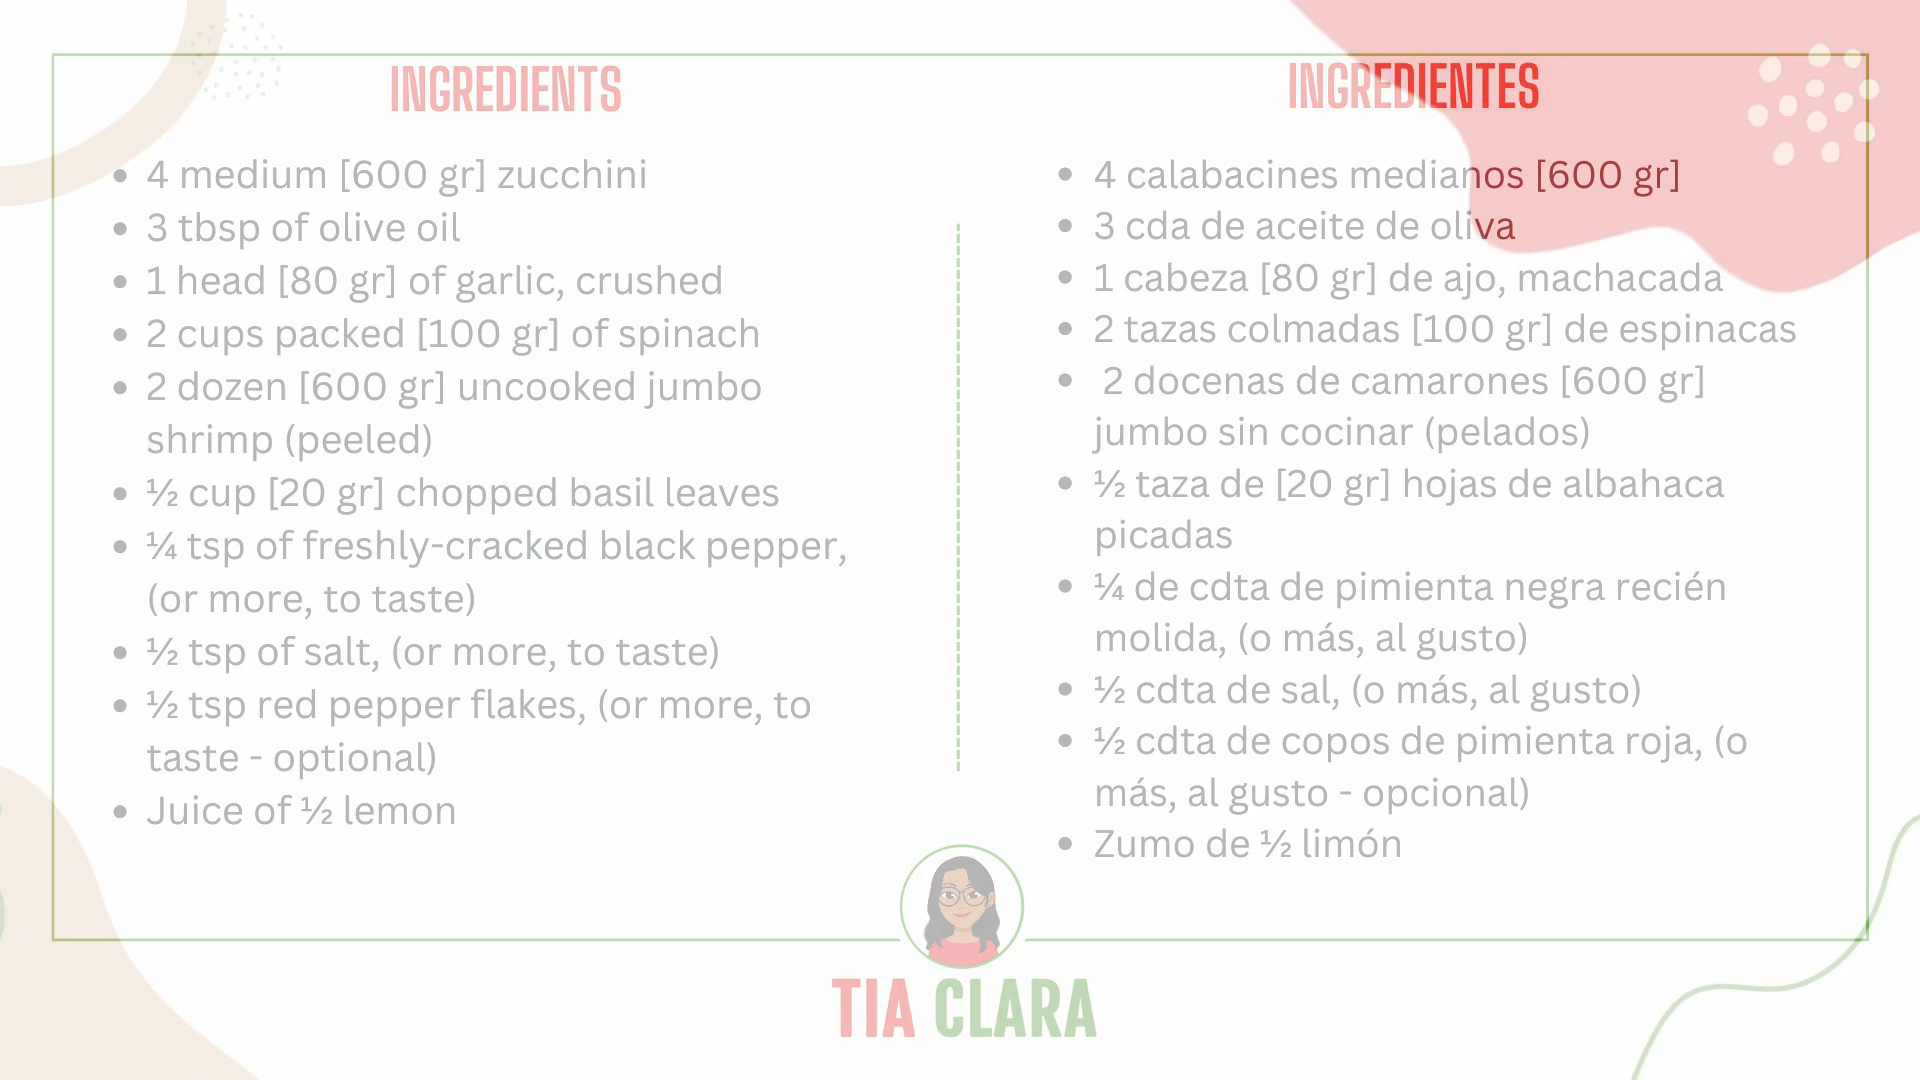 INGREDIENTS
• 4 medium [600 gr] zucchini
• 3 tbsp of olive oil
• 1 head [80 gr] of garlic, crushed
• 2 cups packed [100 gr] of spinach
• 2 dozen [600 gr] uncooked jumbo
shrimp (peeled)
• ½ cup [20 gr] chopped basil leaves
• ¼ tsp of freshly-cracked black pepper,
(or more, to taste)
• ½ tsp of salt, (or more, to taste)
• ½ tsp red pepper flakes, (or more, to
taste - optional)
• Juice of ½ lemon
INGREDIENTES
• 4 calabacines medianos [600 gr]
• 3 cda de aceite de oliva
• 1 cabeza [80 gr] de ajo, machacada
• 2 tazas colmadas [100 gr] de espinacas
• 2 docenas de camarones [600 gr]
jumbo sin cocinar (pelados)
• ½ taza de [20 gr] hojas de albahaca
picadas
• ¼ de cdta de pimienta negra recién
molida, (o más, al gusto)
• ½ cdta de sal, (o más, al gusto)
• ½ cdta de copos de pimienta roja, (o
más, al gusto - opcional)
• Zumo de ½ limón
TIA CLARA